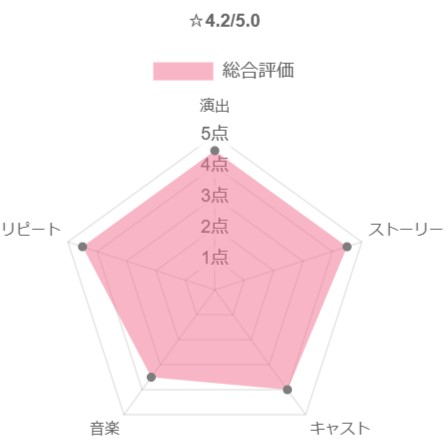 ☆4.2/5.0
総合評価
演出
5点
4点
3点
2点
1点
リピート
ストーリー
音楽
キャスト